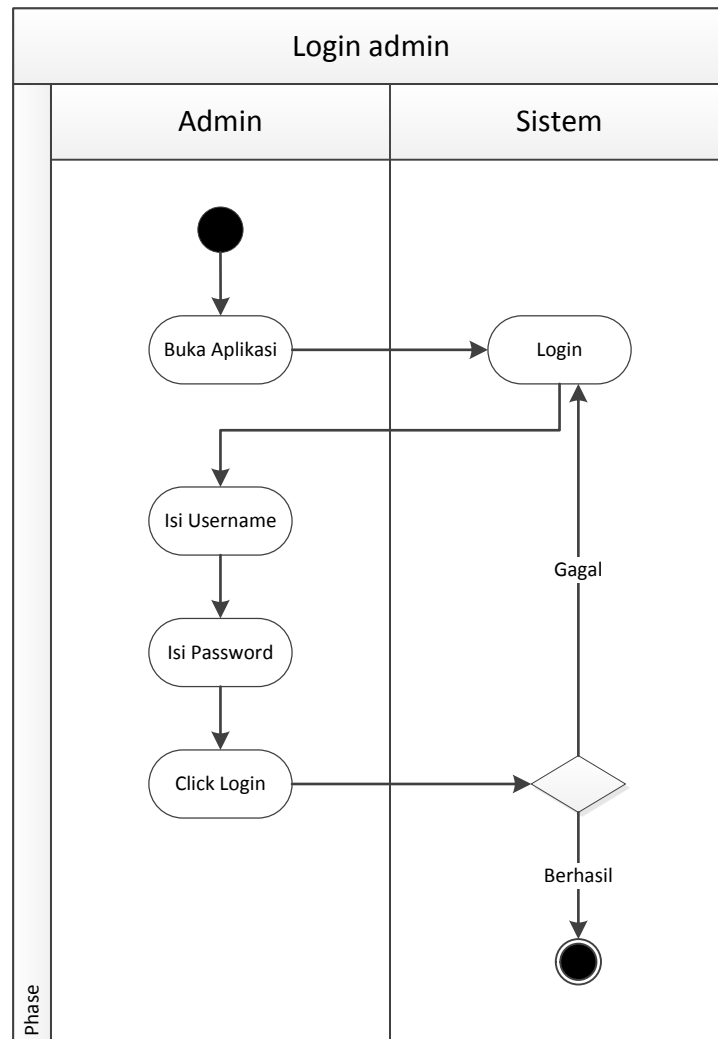 Login admin
Admin
Sistem
Buka Aplikasi
Login
Isi Username
Gagal
Isi Password
Click Login
Berhasil
Phase